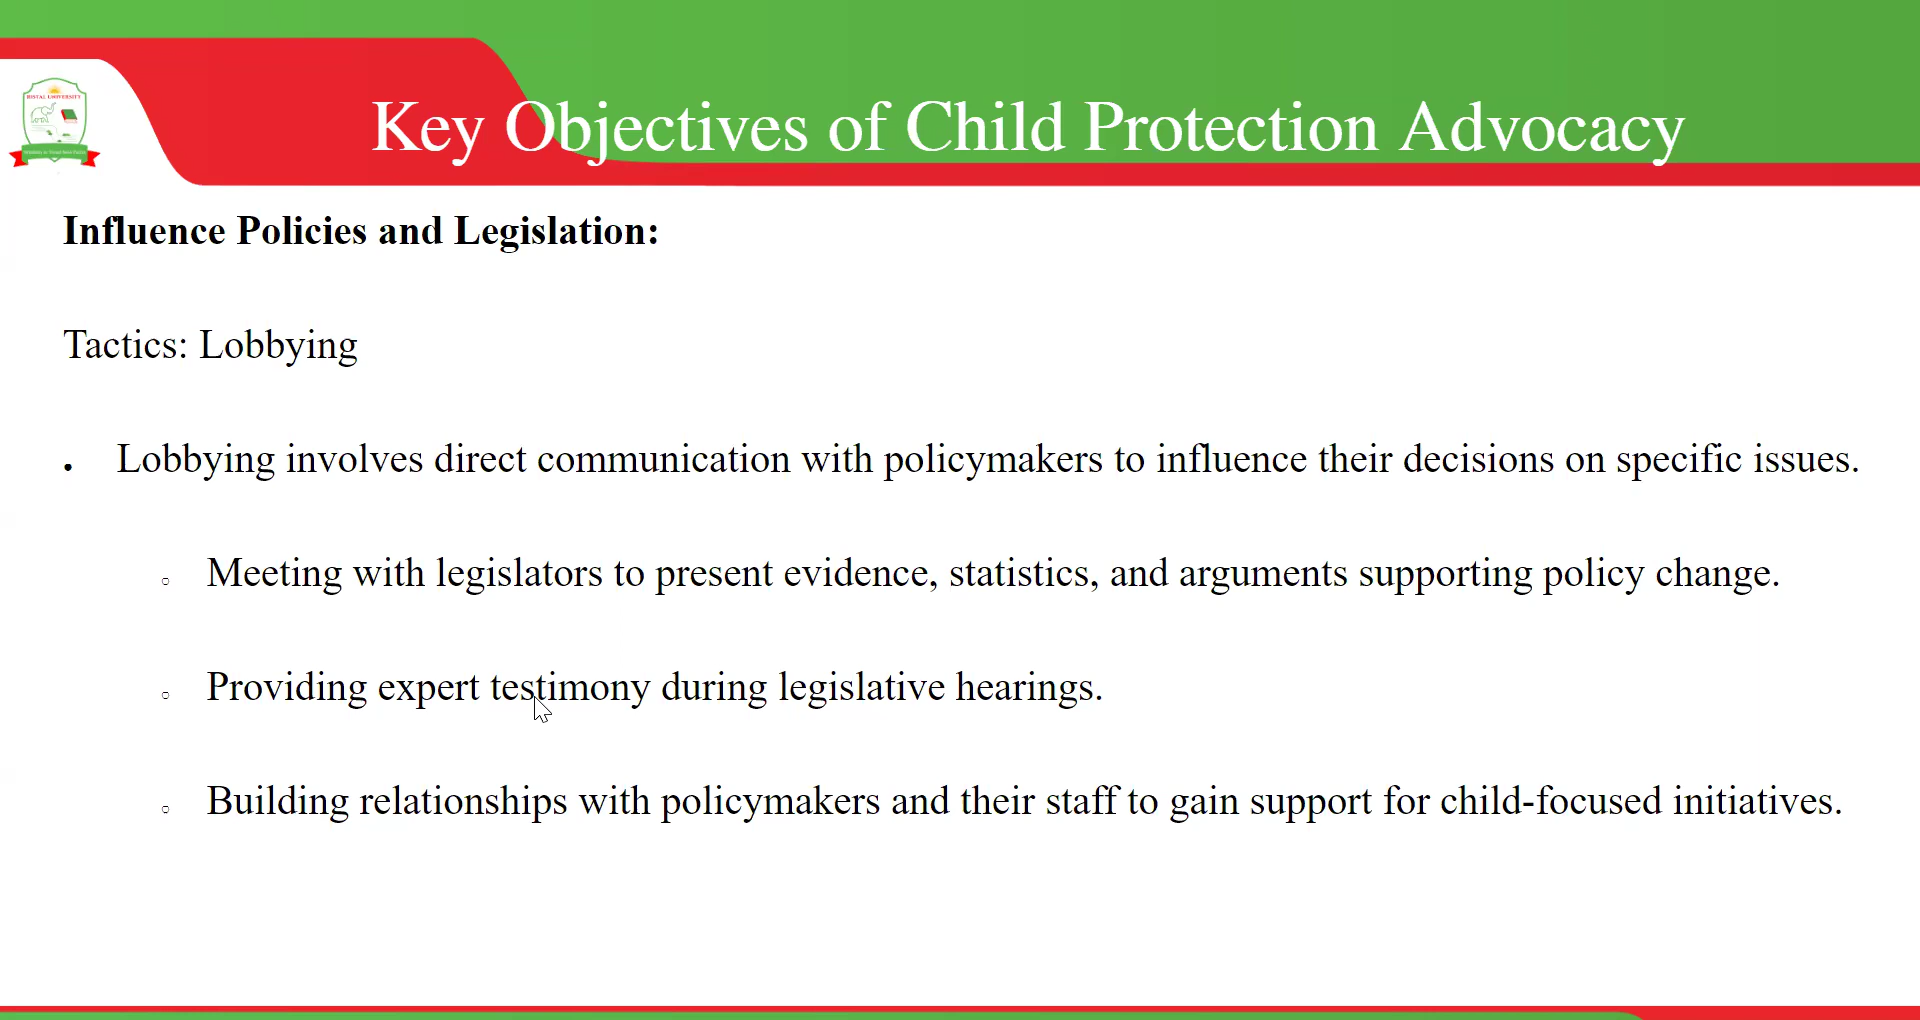 Key Objectives of Child Protection Advocacy
Influence Policies and Legislation:
Tactics: Lobbying
• Lobbying involves direct communication with policymakers to influence their decisions on specific issues.
○ Meeting with legislators to present evidence, statistics, and arguments supporting policy change.
○ Providing expert testimony during legislative hearings.
○ Building relationships with policymakers and their staff to gain support for child-focused initiatives.